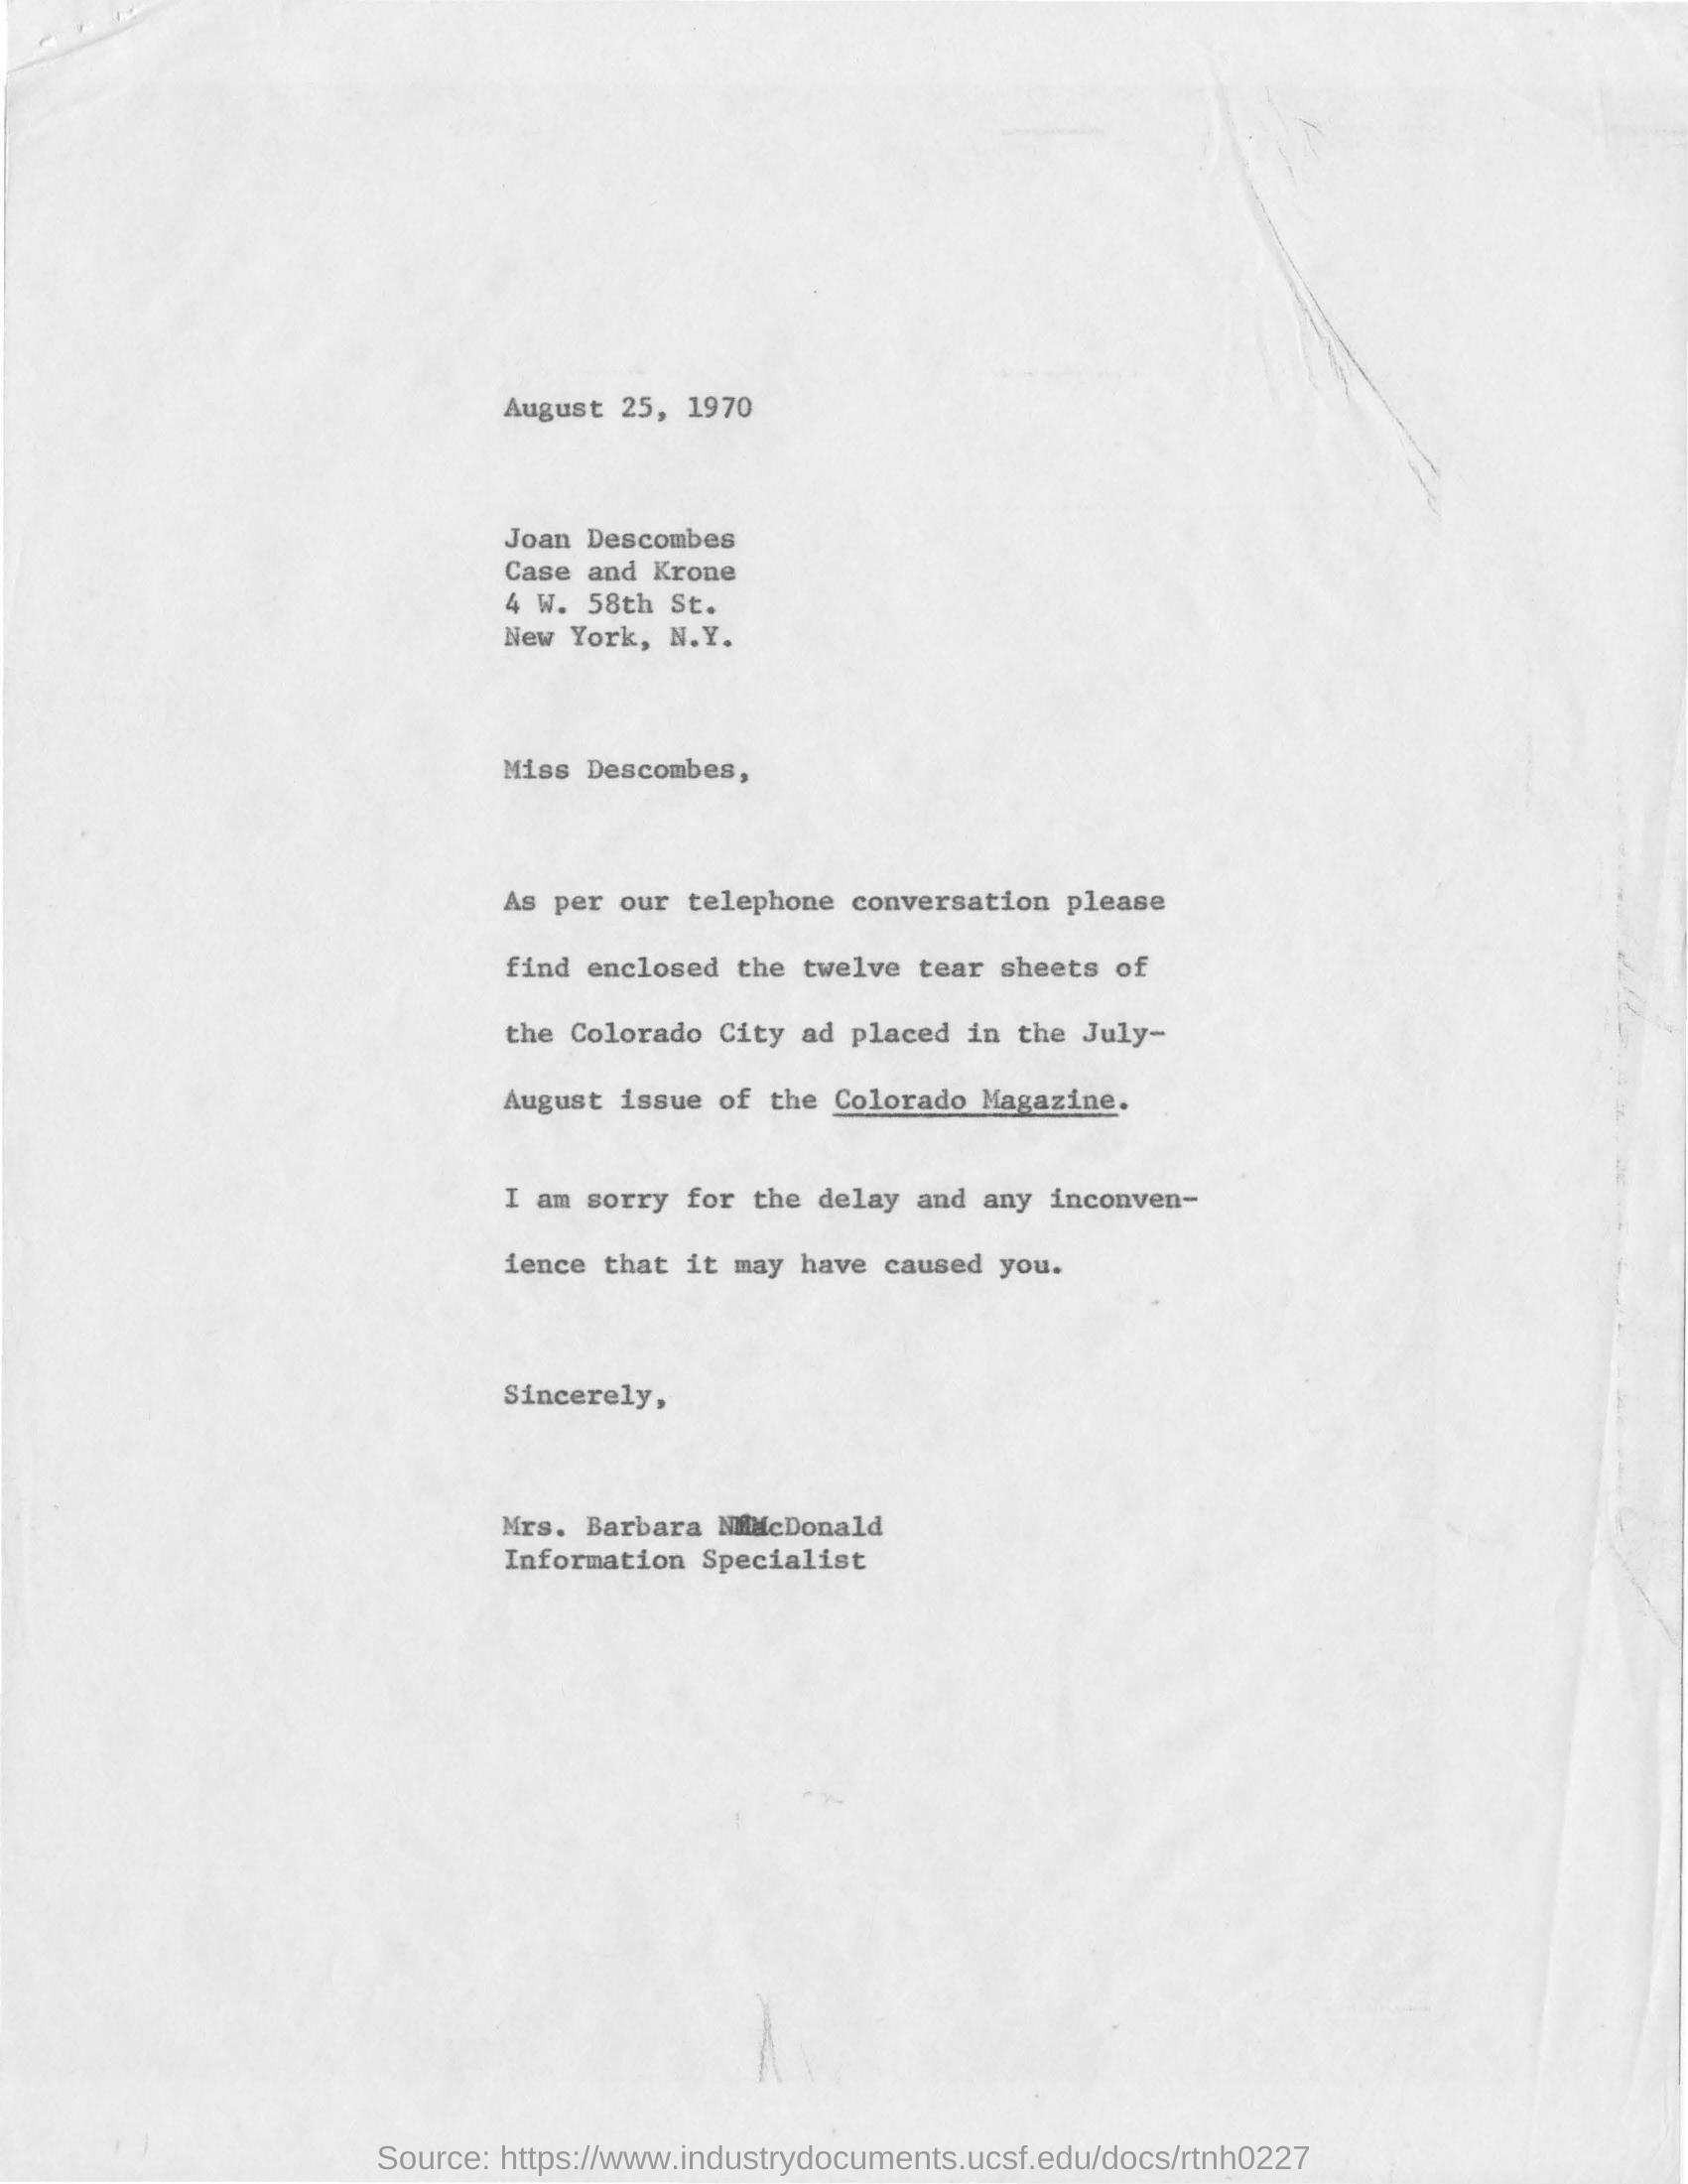 August 25, 1970
Joan Descombes
Case and Krone
4 W. 58th St.
New York, N.Y.
Miss Descombes,
As per our telephone conversation please
find enclosed the twelve tear sheets of
the Colorado City ad placed in the July-
August issue of the Colorado Magazine.
I am sorry for the delay and any inconven-
ience that it may have caused you.
Sincerely,
Mrs. Barbara McDonald
Information Specialist
Source: https://www.industrydocuments.ucsf.edu/docs/rtnh0227